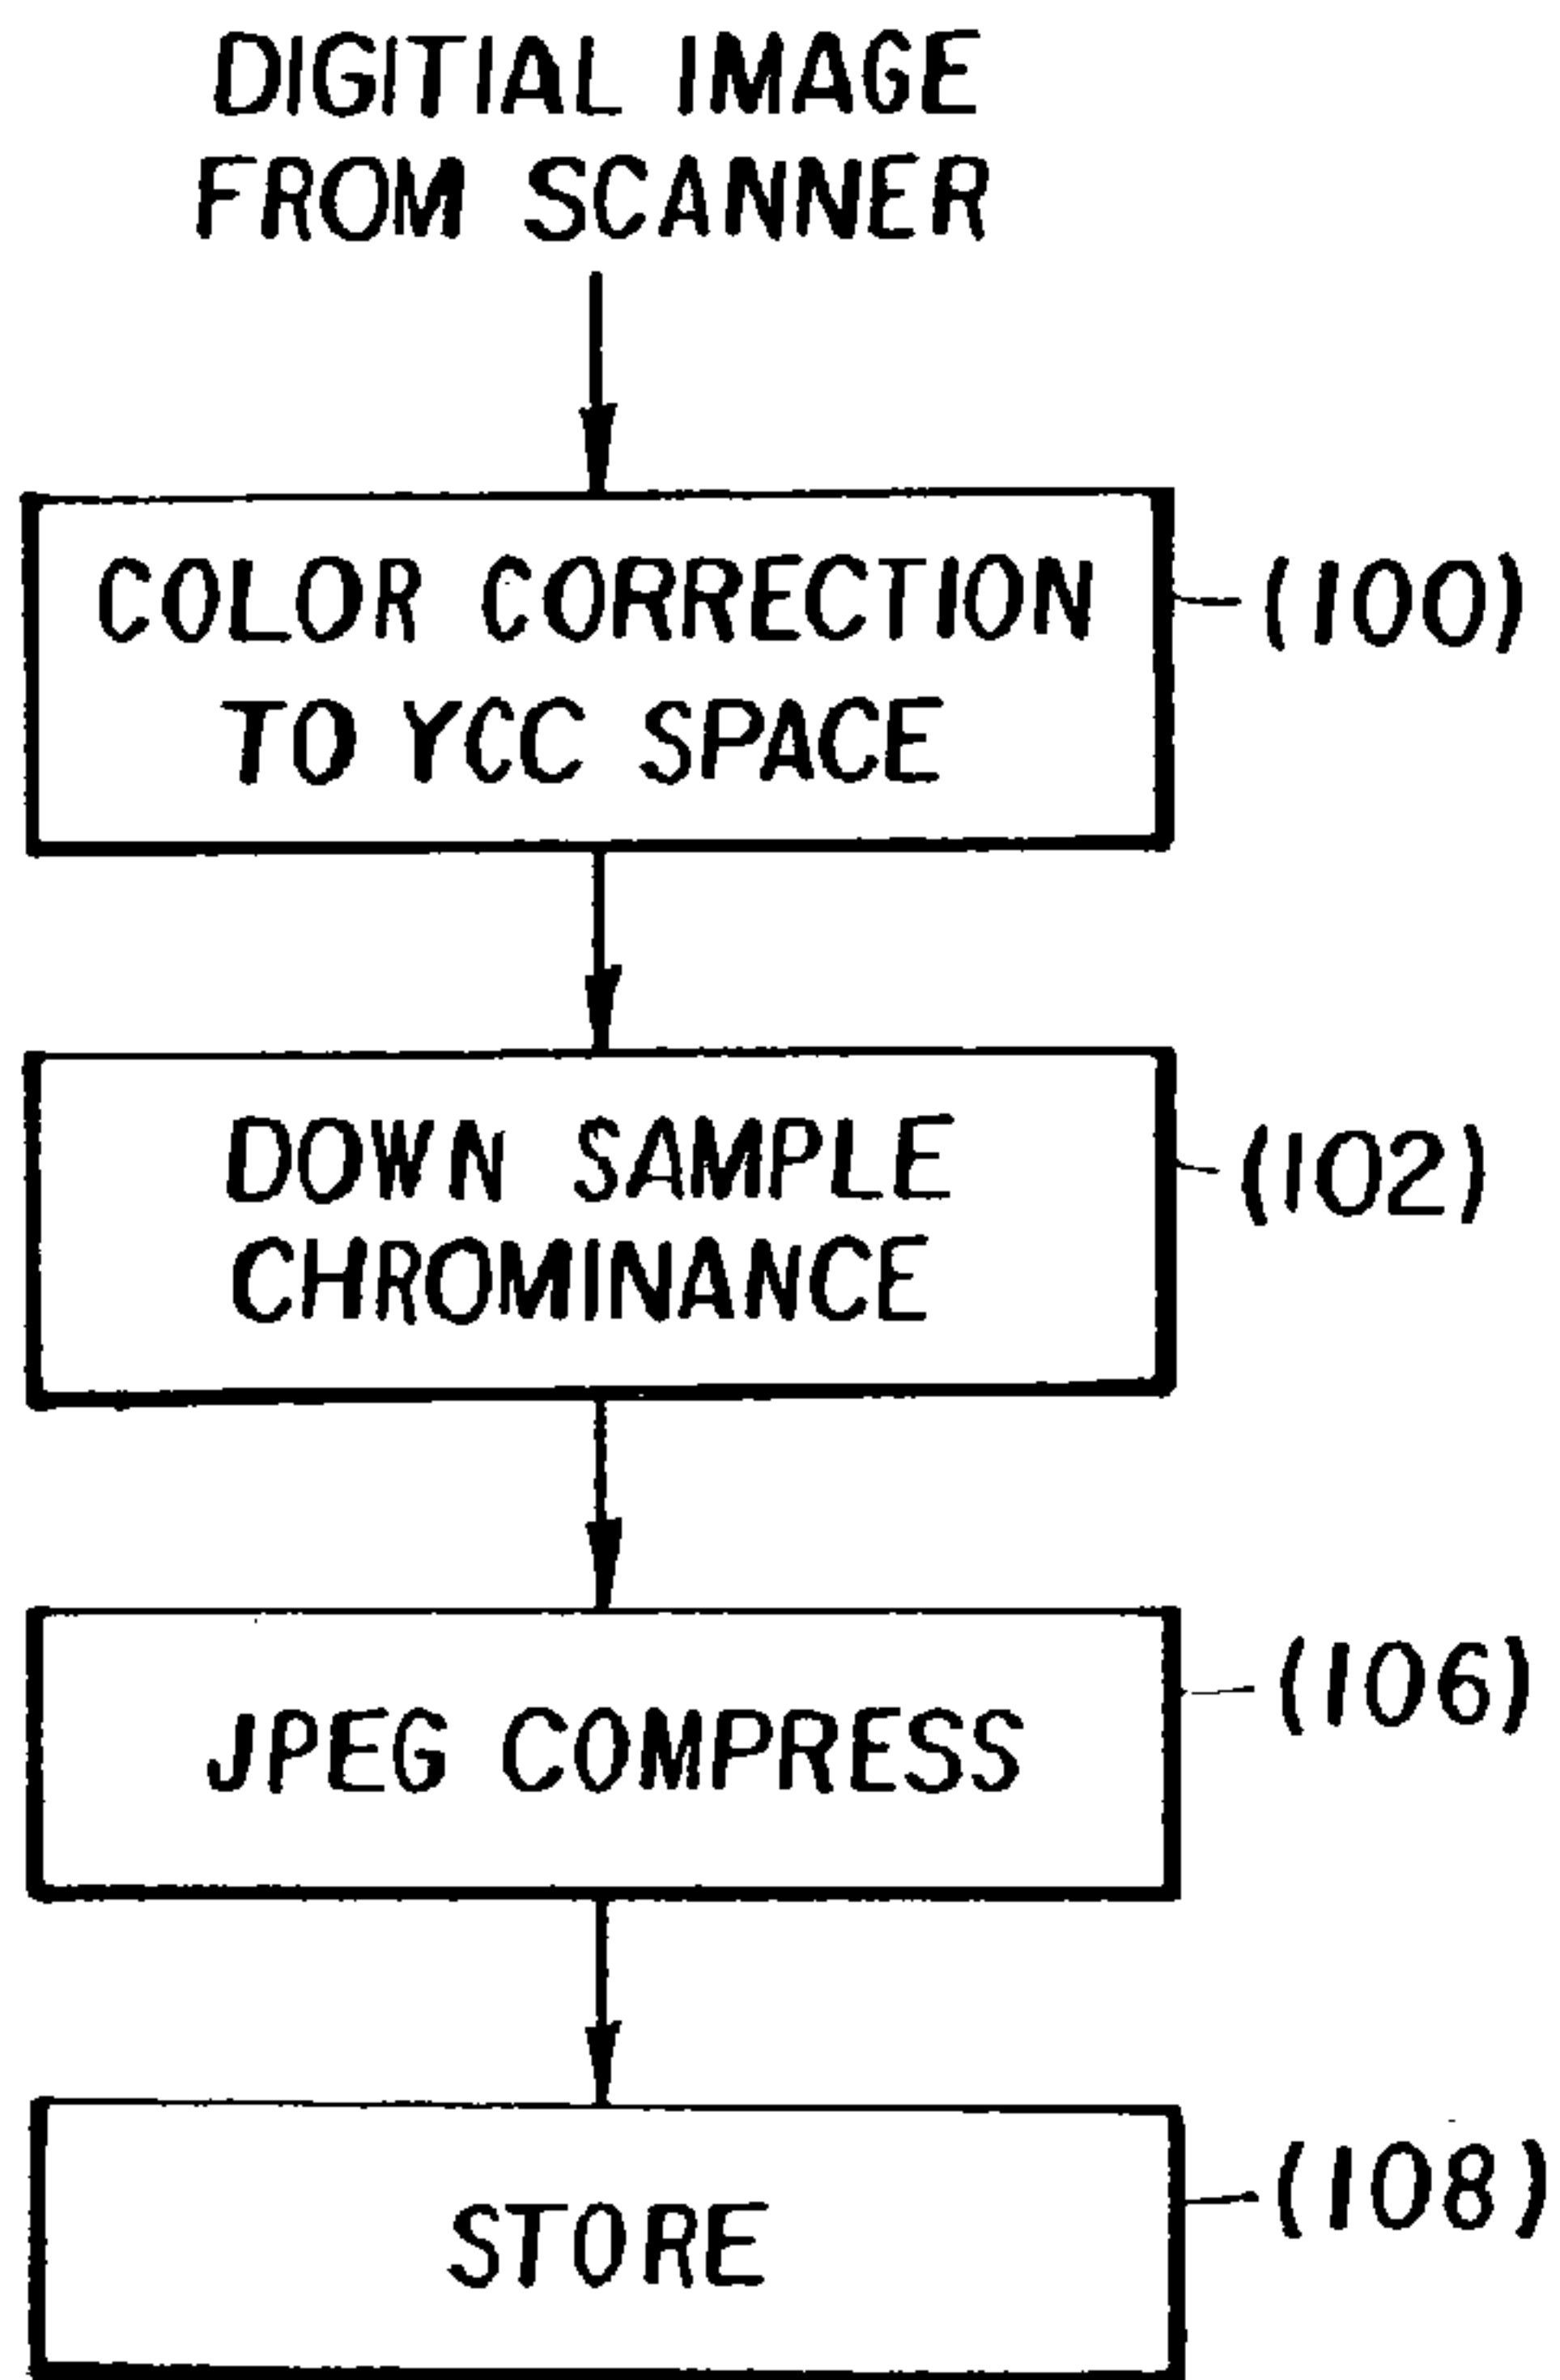 DIGITIAL IMAGE
FROM SCANNER
COLOR CORRECTION
TO YCC SPACE
(100)
DOWN SAMPLE
CHROMINANCE
(102)
JPEG COMPRESS
(106)
STORE
(108)